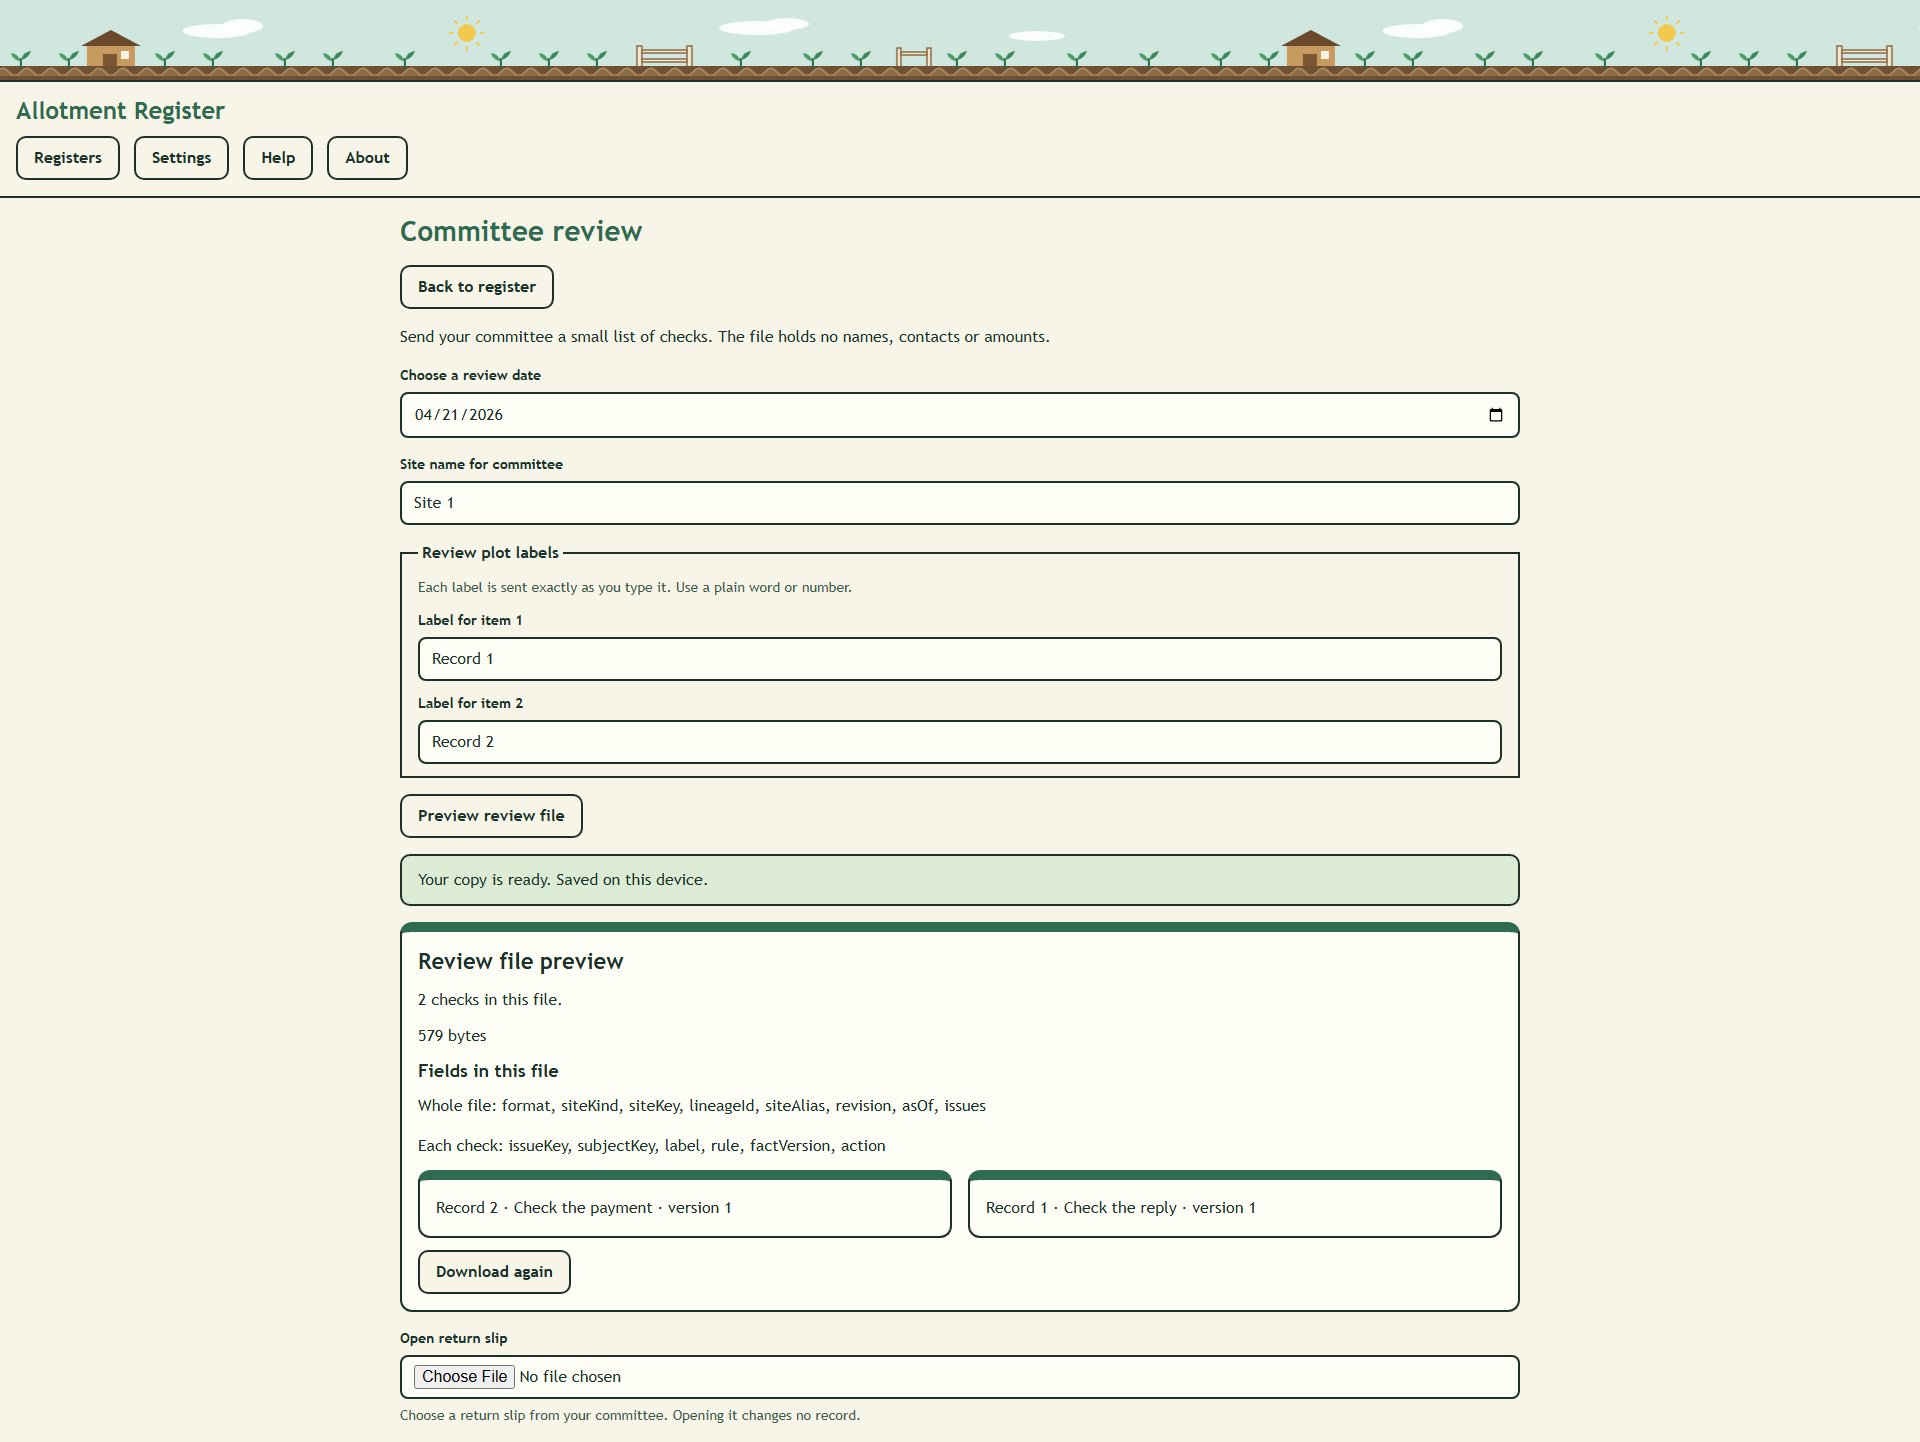 Allotment Register
Registers
Settings
Help
About
Committee review
Back to register
Send your committee a small list of checks. The file holds no names, contacts or amounts.
Choose a review date
04/21/2026
Site name for committee
Site 1
Review plot labels
Each label is sent exactly as you type it. Use a plain word or number.
Label for item 1
Record 1
Label for item 2
Record 2
Preview review file
Your copy is ready. Saved on this device.
Review file preview
2 checks in this file.
579 bytes
Fields in this file
Whole file: format, siteKind, siteKey, lineageId, siteAlias, revision, asOf, issues
Each check: issueKey, subjectKey, label, rule, factVersion, action
Record 2 · Check the payment · version 1
Record 1 · Check the reply · version 1
Download again
Open return slip
Choose File No file chosen
Choose a return slip from your committee. Opening it changes no record.